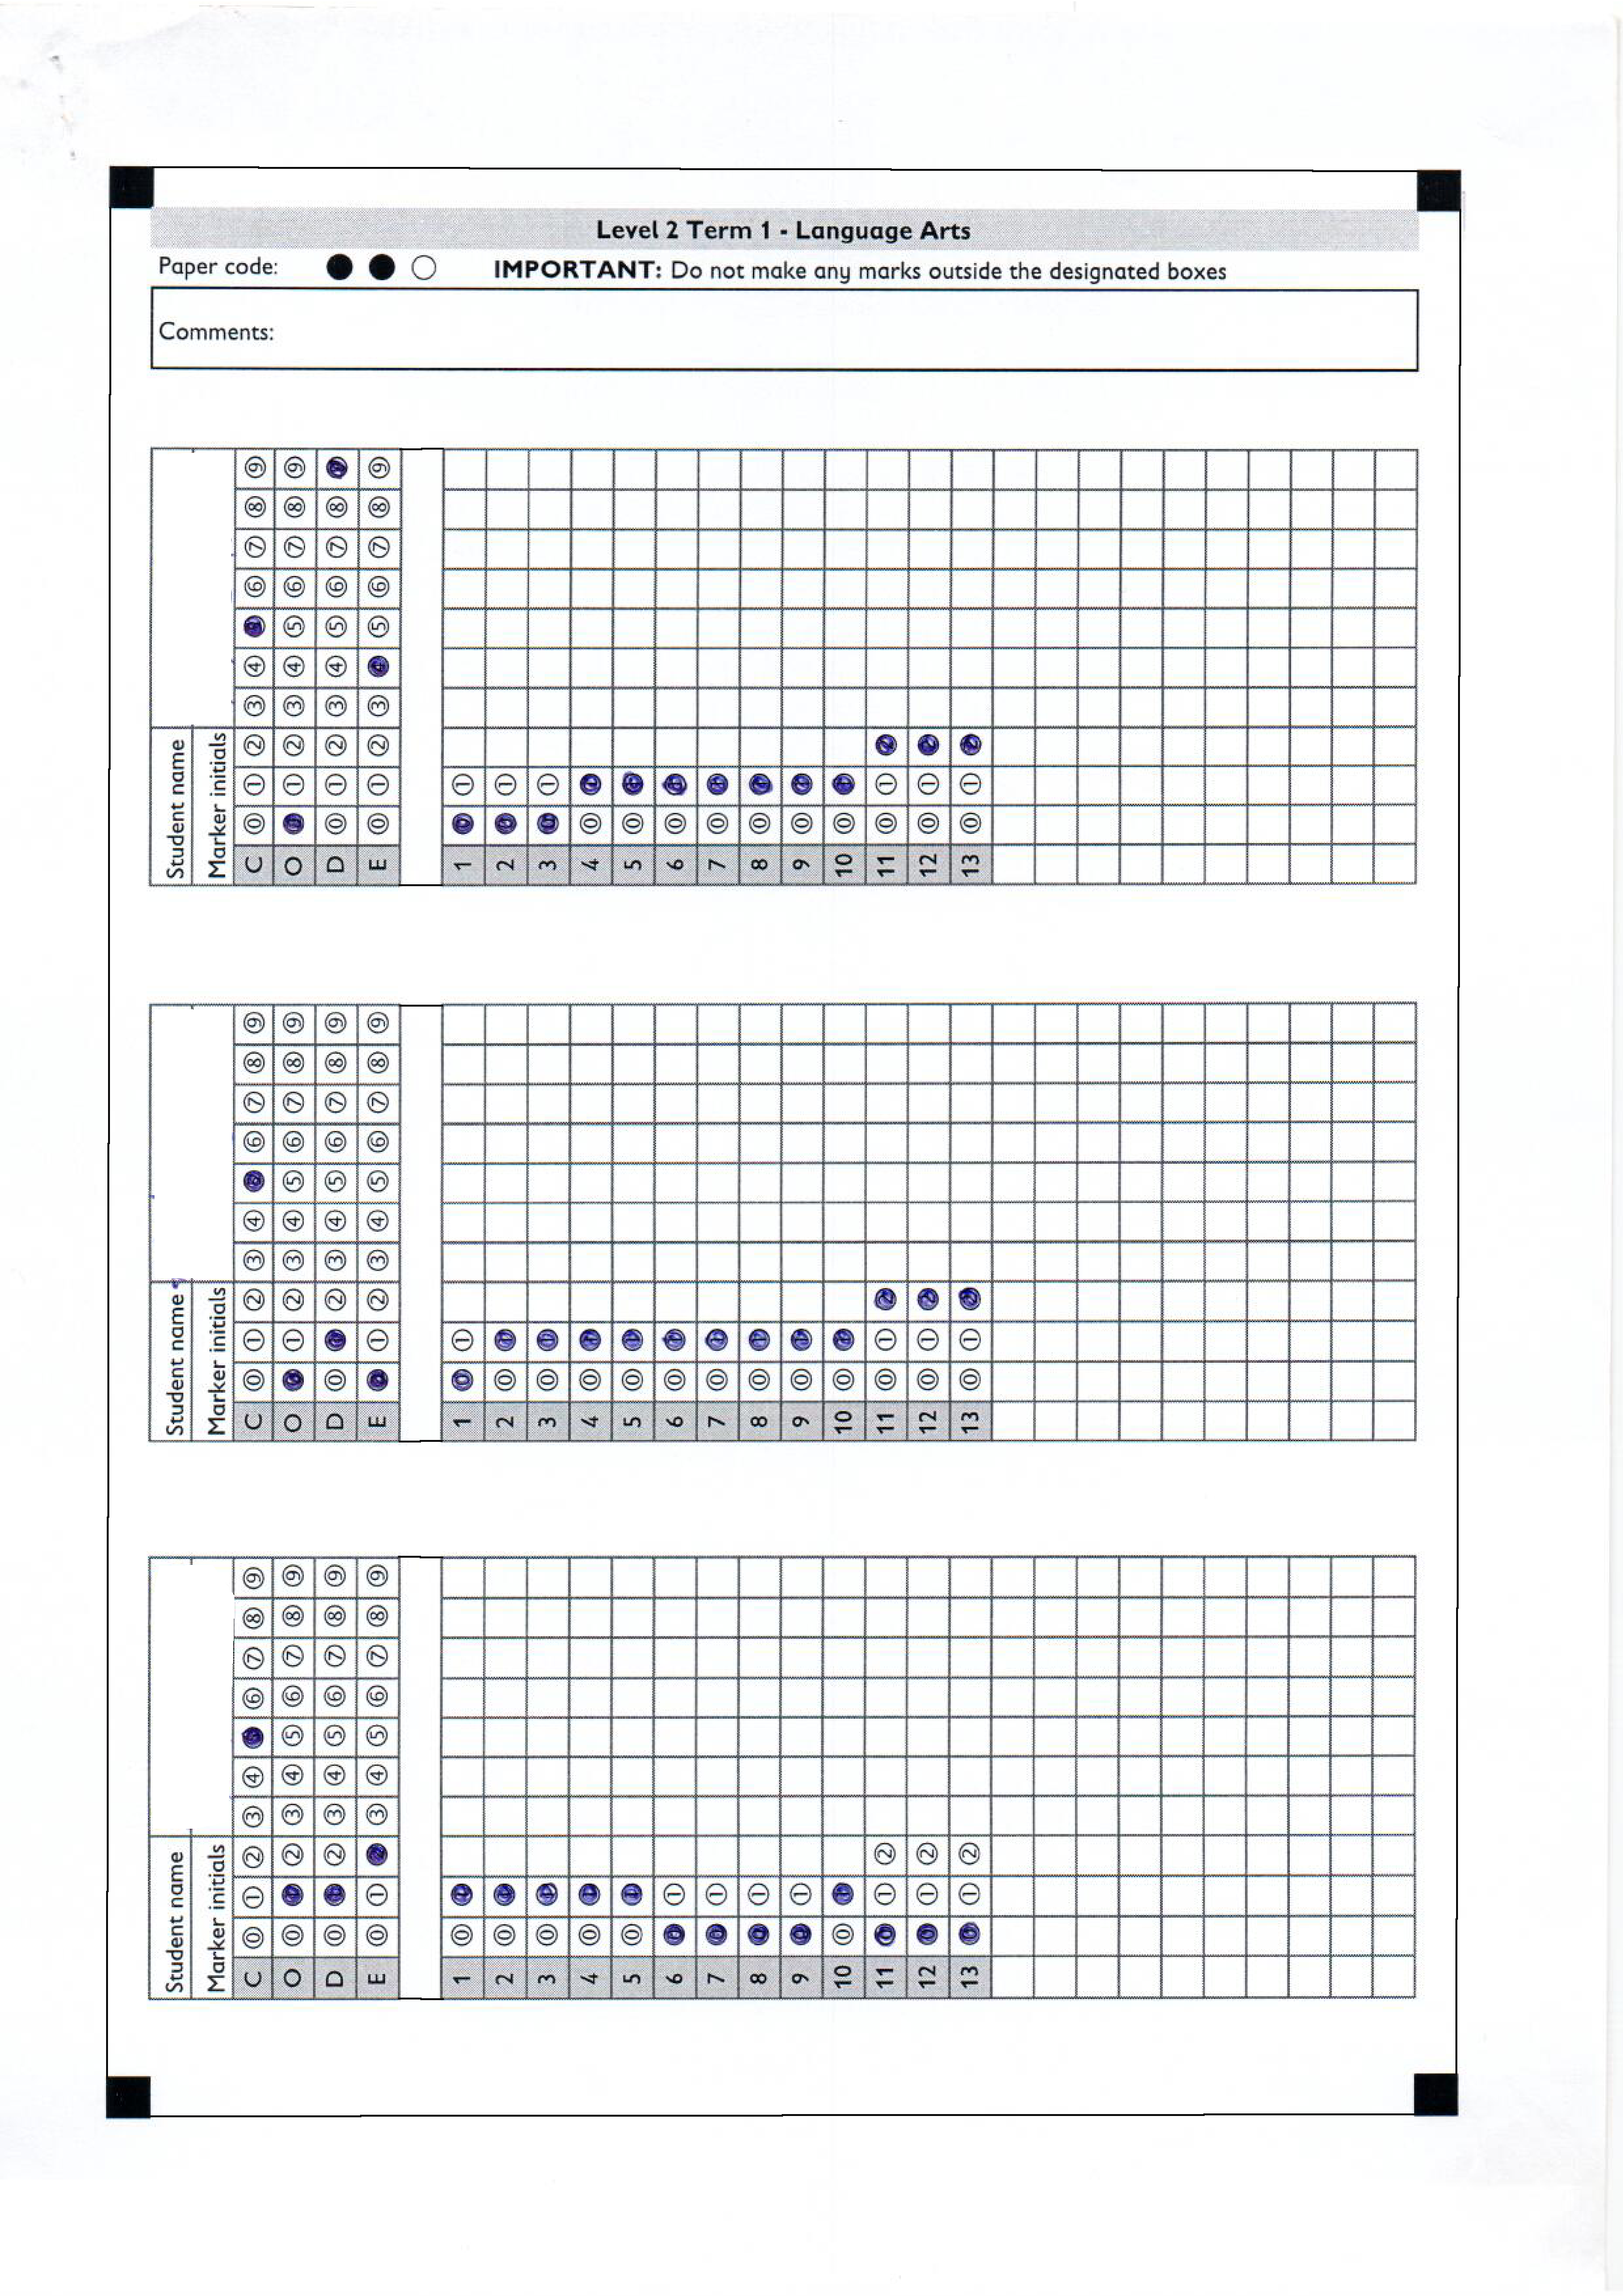 Level 2 Term 1 - Language Arts
Paper code: IMPORTANT: Do not make any marks outside the designated boxes
Comments:
Student name
Marker initials
C 0 1 2 3 4 5 6 7 8 9
O 0 1 2 3 4 5 6 7 8 9
D 0 1 2 3 4 5 6 7 8 9
E 0 1 2 3 4 5 6 7 8 9
1 0 1
2 0 1
3 0 1
4 0 1
5 0 1
6 0 1
7 0 1
8 0 1
9 0 1
10 0 1
11 0 1 2
12 0 1 2
13 0 1 2
Student name
Marker initials
C 0 1 2 3 4 5 6 7 8 9
O 0 1 2 3 4 5 6 7 8 9
D 0 1 2 3 4 5 6 7 8 9
E 0 1 2 3 4 5 6 7 8 9
1 0 1
2 0 1
3 0 1
4 0 1
5 0 1
6 0 1
7 0 1
8 0 1
9 0 1
10 0 1
11 0 1 2
12 0 1 2
13 0 1 2
Student name
Marker initials
C 0 1 2 3 4 5 6 7 8 9
O 0 1 2 3 4 5 6 7 8 9
D 0 1 2 3 4 5 6 7 8 9
E 0 1 2 3 4 5 6 7 8 9
1 0 1
2 0 1
3 0 1
4 0 1
5 0 1
6 0 1
7 0 1
8 0 1
9 0 1
10 0 1
11 0 1 2
12 0 1 2
13 0 1 2